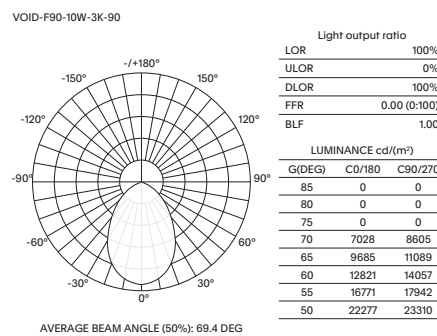 VOID-F90-10W-3K-90
-/+180°
-150° 150°
-120° 120°
-90° 90°
-60° 60°
-30° 30°
0°
AVERAGE BEAM ANGLE (50%): 69.4 DEG
Light output ratio
LOR 100%
ULOR 0%
DLOR 100%
FFR 0.00 (0:100)
BLF 1.00
LUMINANCE cd/(m²)
G(DEG) C0/180 C90/270
85 0 0
80 0 0
75 0 0
70 7028 8605
65 9685 11089
60 12821 14057
55 16771 17942
50 22277 23310